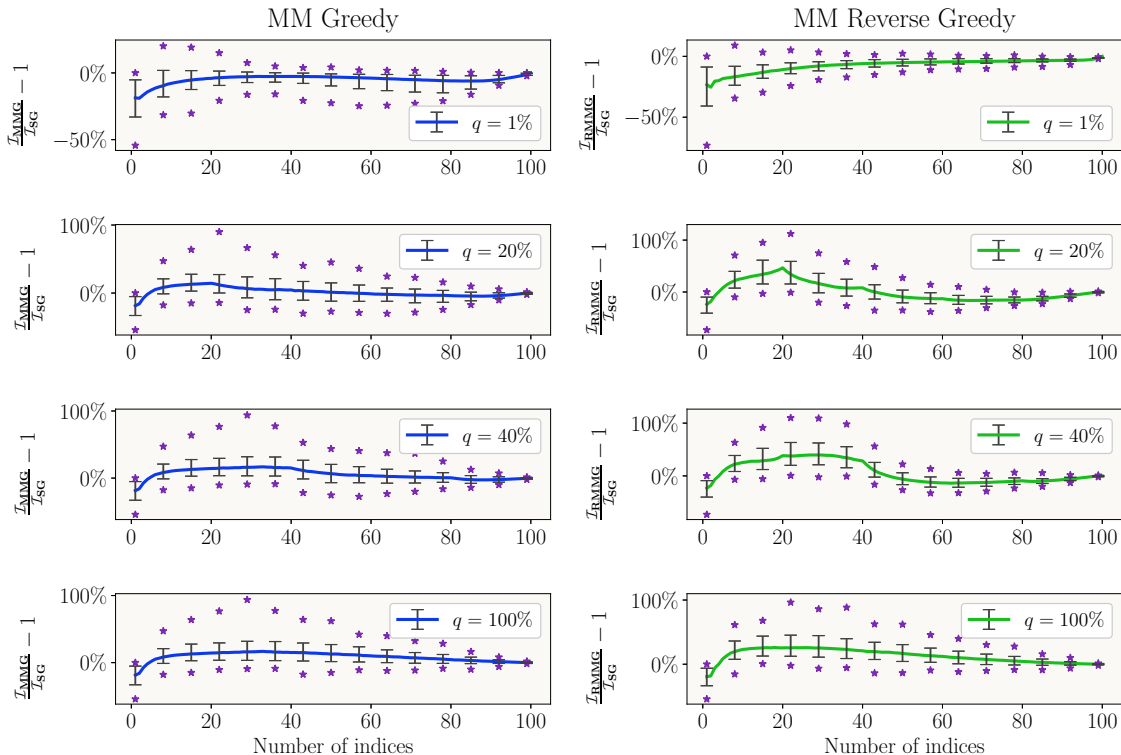 MM Greedy
MM Reverse Greedy
I_MMG / I_SG − 1
0%
−50%
q = 1%
0 20 40 60 80 100
I_RMMG / I_SG − 1
0%
−50%
q = 1%
0 20 40 60 80 100
I_MMG / I_SG − 1
100%
0%
q = 20%
0 20 40 60 80 100
I_RMMG / I_SG − 1
100%
0%
q = 20%
0 20 40 60 80 100
I_MMG / I_SG − 1
100%
0%
q = 40%
0 20 40 60 80 100
I_RMMG / I_SG − 1
100%
0%
q = 40%
0 20 40 60 80 100
I_MMG / I_SG − 1
100%
0%
q = 100%
0 20 40 60 80 100
Number of indices
I_RMMG / I_SG − 1
100%
0%
q = 100%
0 20 40 60 80 100
Number of indices